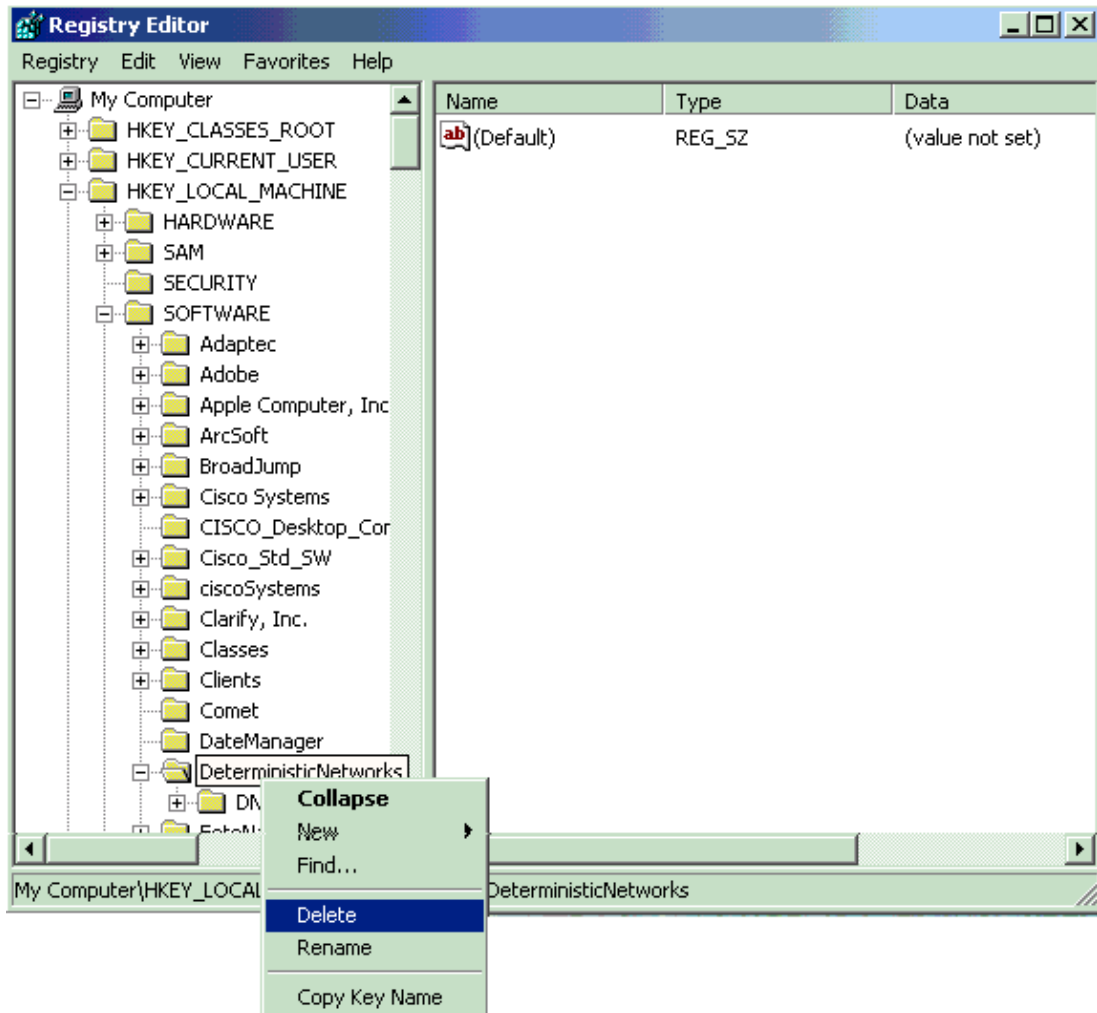 Registry Editor
Registry Edit View Favorites Help
My Computer
HKEY_CLASSES_ROOT
HKEY_CURRENT_USER
HKEY_LOCAL_MACHINE
HARDWARE
SAM
SECURITY
SOFTWARE
Adaptec
Adobe
Apple Computer, Inc
ArcSoft
BroadJump
Cisco Systems
CISCO_Desktop_Cor
Cisco_Std_SW
ciscoSystems
Clarify, Inc.
Classes
Clients
Comet
DateManager
DeterministicNetworks
DN
Name Type Data
ab (Default) REG_SZ (value not set)
Collapse
New
Find...
Delete
Rename
Copy Key Name
My Computer\HKEY_LOCAL
DeterministicNetworks